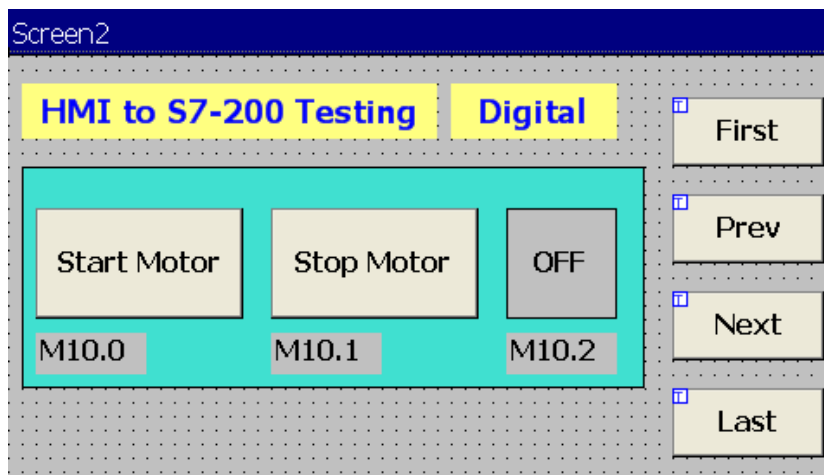 Screen2
HMI to S7-200 Testing
Digital
Start Motor
Stop Motor
OFF
M10.0
M10.1
M10.2
T
First
T
Prev
T
Next
T
Last